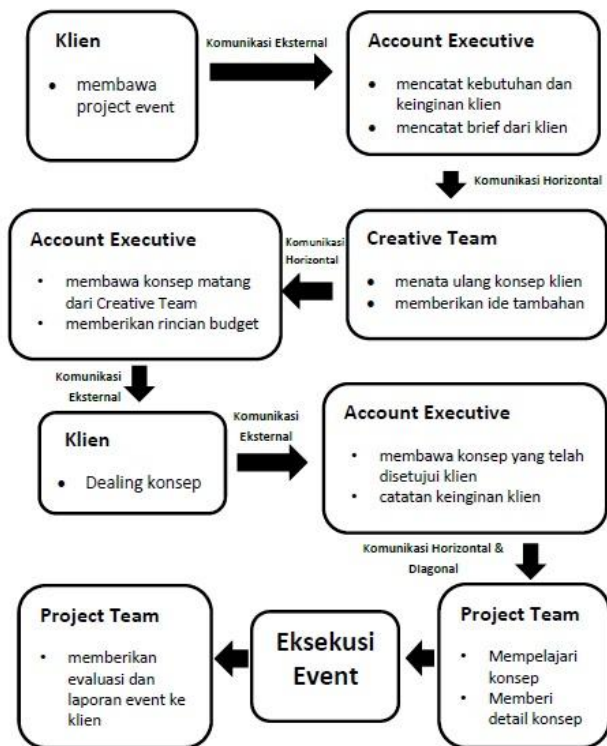 Klien
• membawa
project event
Komunikasi Eksternal
Account Executive
• mencatat kebutuhan dan
keinginan klien
• mencatat brief dari klien
Komunikasi Horizontal
Creative Team
• menata ulang konsep klien
• memberikan ide tambahan
Komunikasi
Horizontal
Account Executive
• membawa konsep matang
dari Creative Team
• memberikan rincian budget
Komunikasi
Eksternal
Klien
• Dealing konsep
Komunikasi
Eksternal
Account Executive
• membawa konsep yang telah
disetujui klien
• catatan keinginan klien
Komunikasi Horizontal &
DIagonal
Project Team
• Mempelajari
konsep
• Memberi
detail konsep
Eksekusi
Event
Project Team
• memberikan
evaluasi dan
laporan event ke
klien